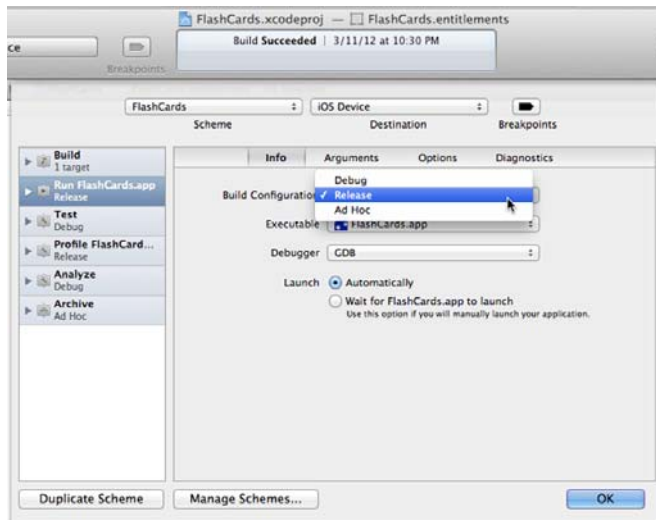 FlashCards.xcodeproj — FlashCards.entitlements
Build Succeeded | 3/11/12 at 10:30 PM
ce
Breakpoints
FlashCards
iOS Device
Scheme
Destination
Breakpoints
Build
1 target
Run FlashCards.app
Release
Test
Debug
Profile FlashCard...
Release
Analyze
Debug
Archive
Ad Hoc
Info
Arguments
Options
Diagnostics
Build Configuration
Debug
✓ Release
Ad Hoc
Executable
FlashCards.app
Debugger
GDB
Launch
Automatically
Wait for FlashCards.app to launch
Use this option if you will manually launch your application.
Duplicate Scheme
Manage Schemes...
OK